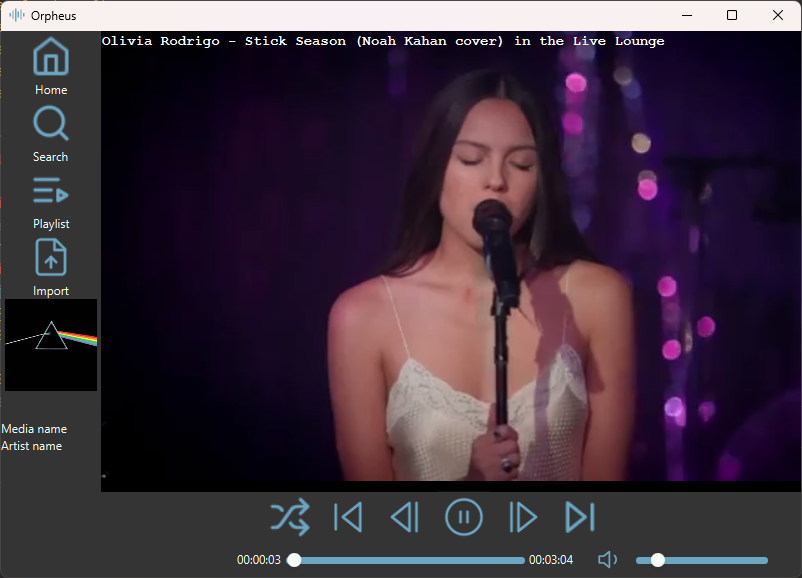 Orpheus
Olivia Rodrigo - Stick Season (Noah Kahan cover) in the Live Lounge
Home
Search
Playlist
Import
Media name
Artist name
00:00:03
00:03:04